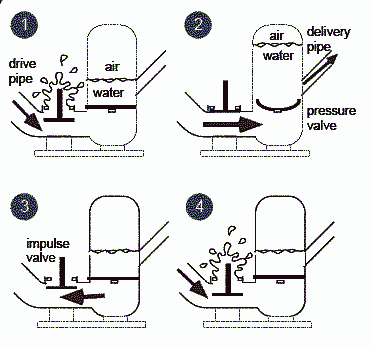 1
drive
pipe
air
water
2
air
water
delivery
pipe
pressure
valve
3
impulse
valve
4